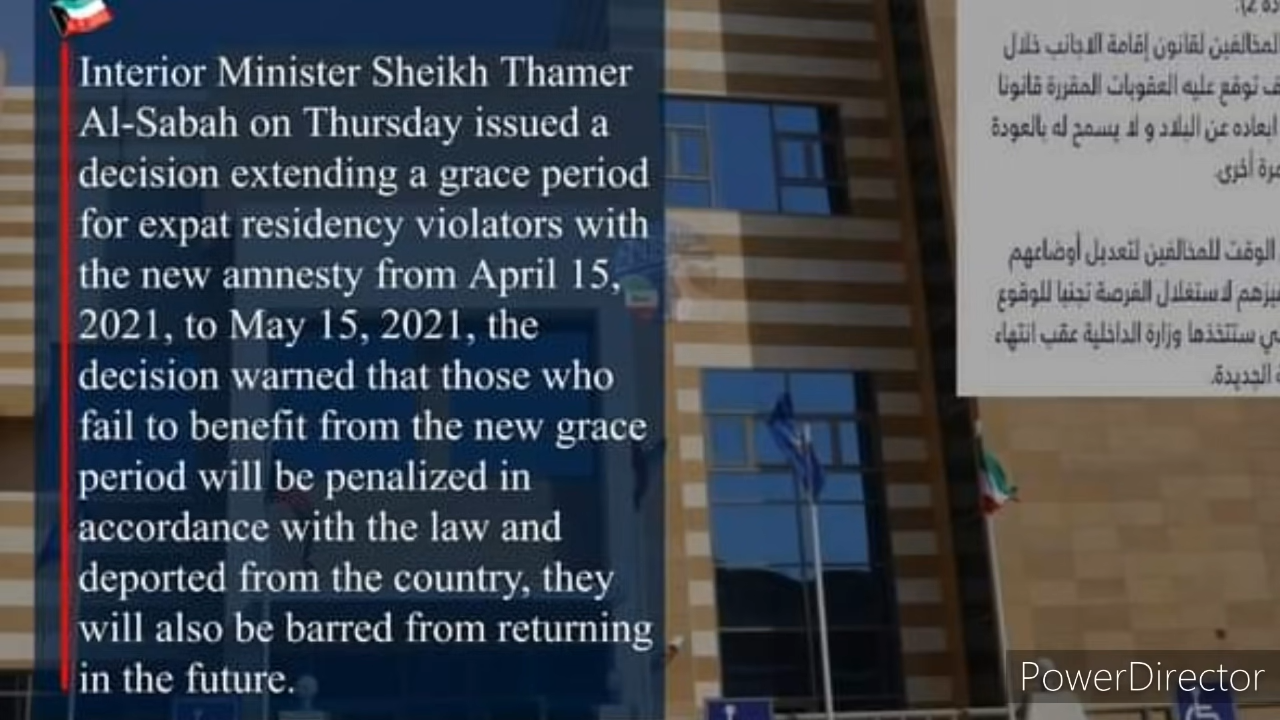 Interior Minister Sheikh Thamer
Al-Sabah on Thursday issued a
decision extending a grace period
for expat residency violators with
the new amnesty from April 15,
2021, to May 15, 2021, the
decision warned that those who
fail to benefit from the new grace
period will be penalized in
accordance with the law and
deported from the country, they
will also be barred from returning
in the future.
لمخالفين لقانون إقامة الاجانب خلال
ف توقع عليه العقوبات المقررة قانونا
ابعاده عن البلاد و لا يسمح له بالعودة
مرة أخرى.
الوقت للمخالفين لتعديل أوضاعهم
يزهم لاستغلال الفرصة تجنبا للوقوع
ي ستتخذها وزارة الداخلية عقب انتهاء
ة الجديدة.
PowerDirector